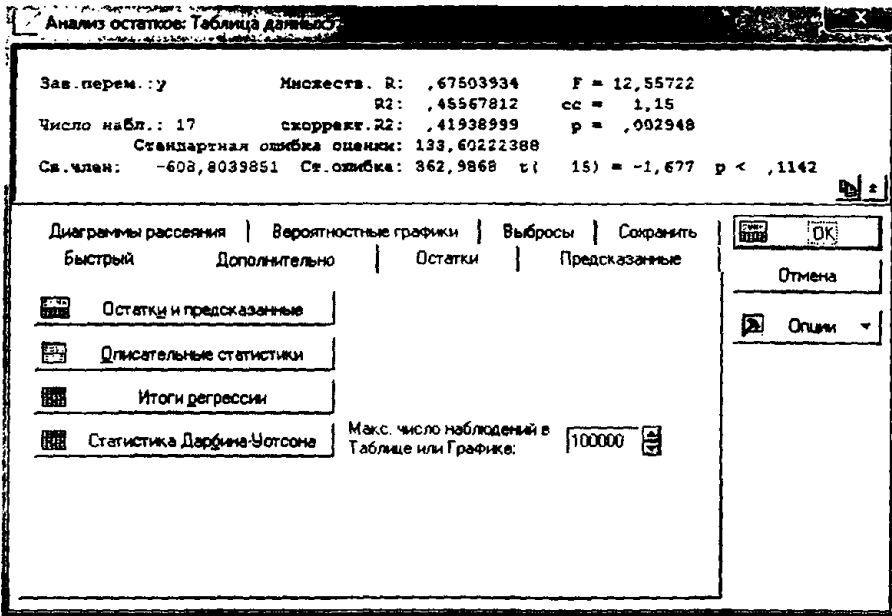 Анализ остатков: Таблица данных5
Зав.перем.:y Множеств. R: ,67503934 F = 12,55722
R2: ,45567812 сс = 1,15
Число набл.: 17 скоррект.R2: ,41938999 p = ,002948
Стандартная ошибка оценки: 133,60222388
Св.член: -608,8039851 Ст.ошибка: 362,9868 t( 15) = -1,677 p < ,1142
Диаграммы рассеяния Вероятностные графики Выбросы Сохранить
Быстрый Дополнительно Остатки Предсказанные
OK
Отмена
Опции
Остатки и предсказанные
Описательные статистики
Итоги регрессии
Статистика Дарбина-Уотсона
Макс. число наблюдений в
Таблице или Графике: 100000